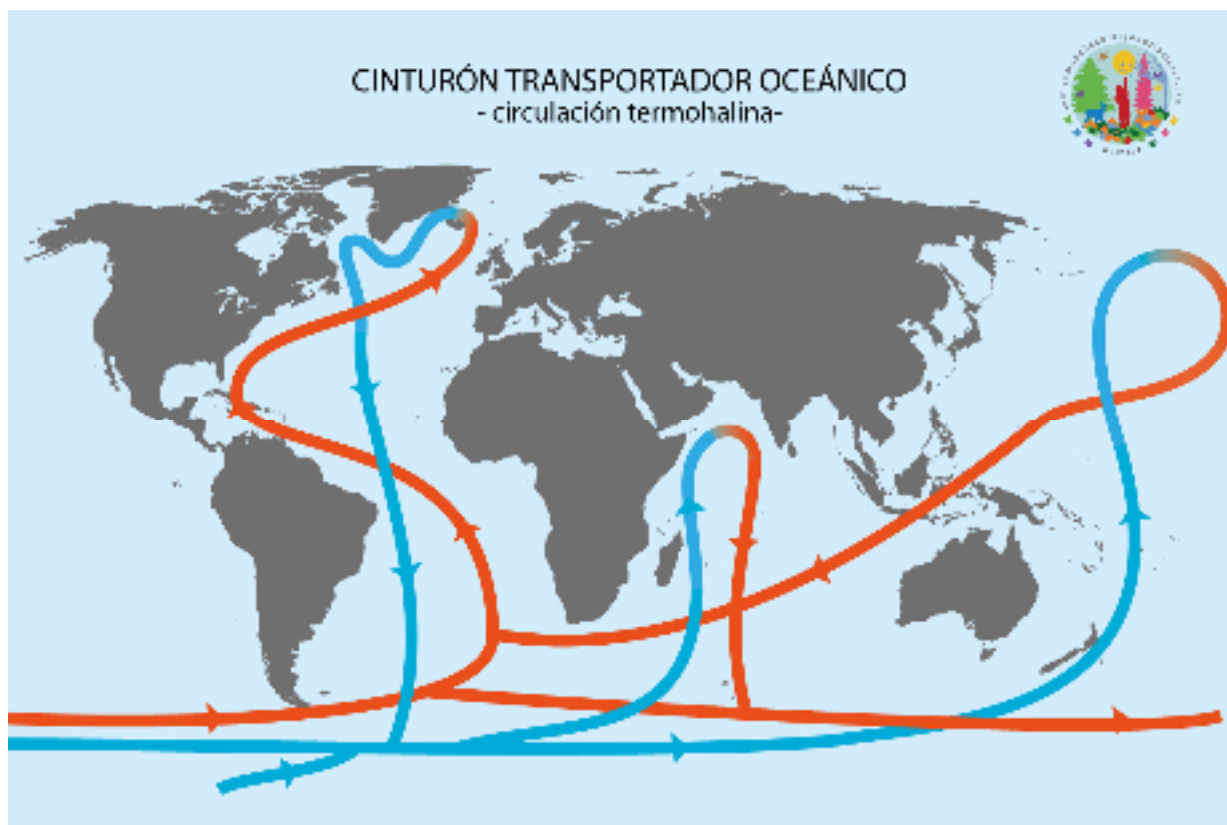 CINTURÓN TRANSPORTADOR OCEÁNICO
- circulación termohalina-